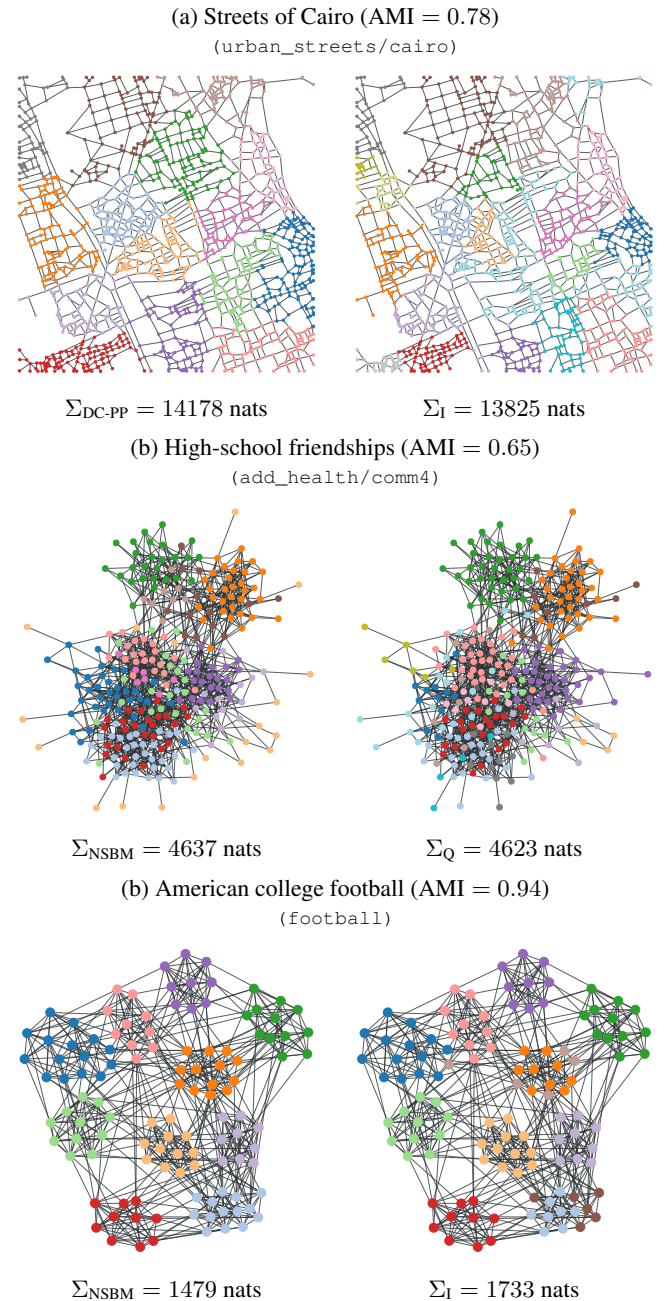 (a) Streets of Cairo (AMI = 0.78)
(urban_streets/cairo)
Σ_DC-PP = 14178 nats Σ_I = 13825 nats
(b) High-school friendships (AMI = 0.65)
(add_health/comm4)
Σ_NSBM = 4637 nats Σ_Q = 4623 nats
(b) American college football (AMI = 0.94)
(football)
Σ_NSBM = 1479 nats Σ_I = 1733 nats